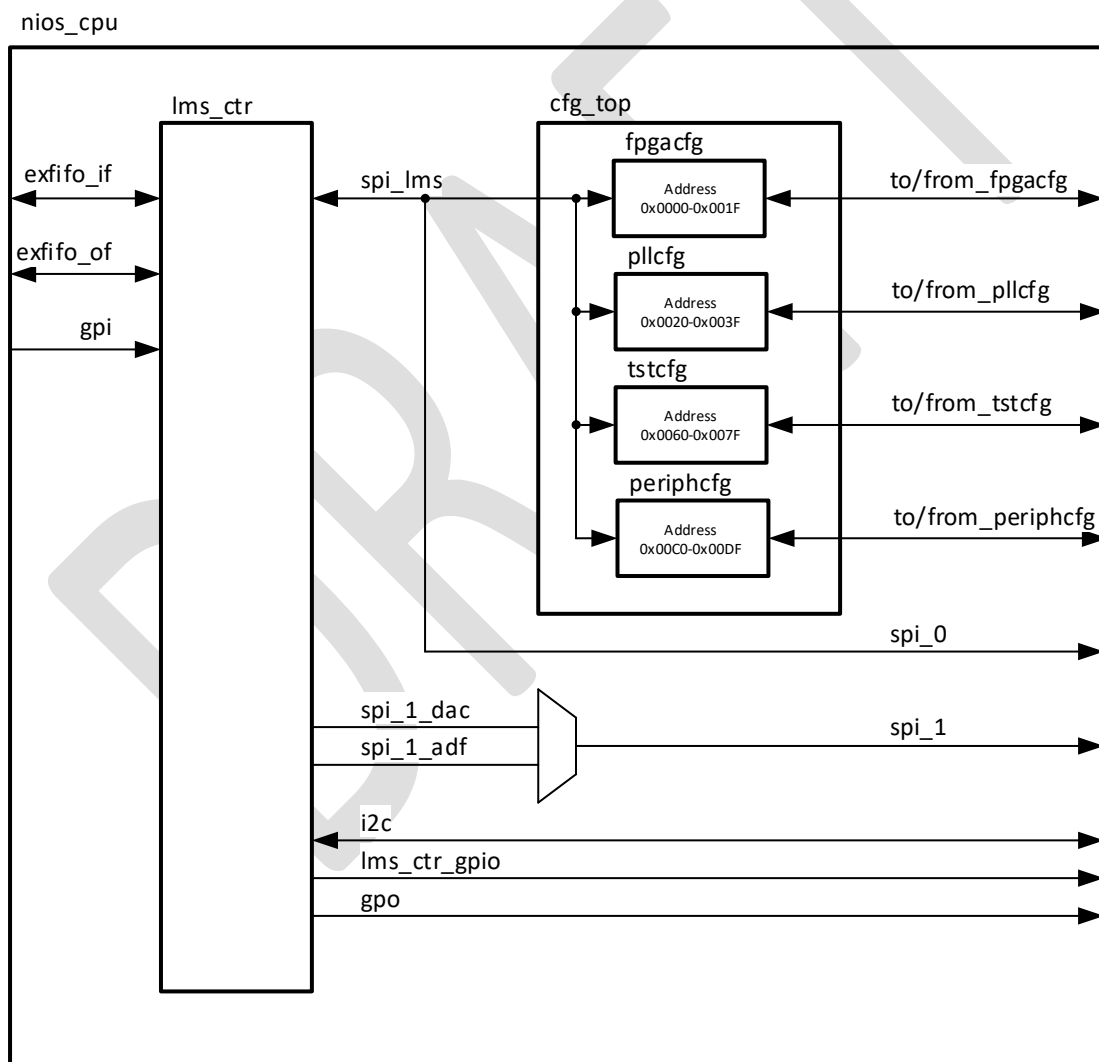 nios_cpu
lms_ctr
cfg_top
fpgacfg
exfifo_if
spi_lms
Address
0x0000-0x001F
to/from_fpgacfg
exfifo_of
pllcfg
Address
0x0020-0x003F
to/from_pllcfg
gpi
tstcfg
Address
0x0060-0x007F
to/from_tstcfg
periphcfg
Address
0x00C0-0x00DF
to/from_periphcfg
spi_0
spi_1_dac
spi_1_adf
spi_1
i2c
lms_ctr_gpio
gpo
DRAFT